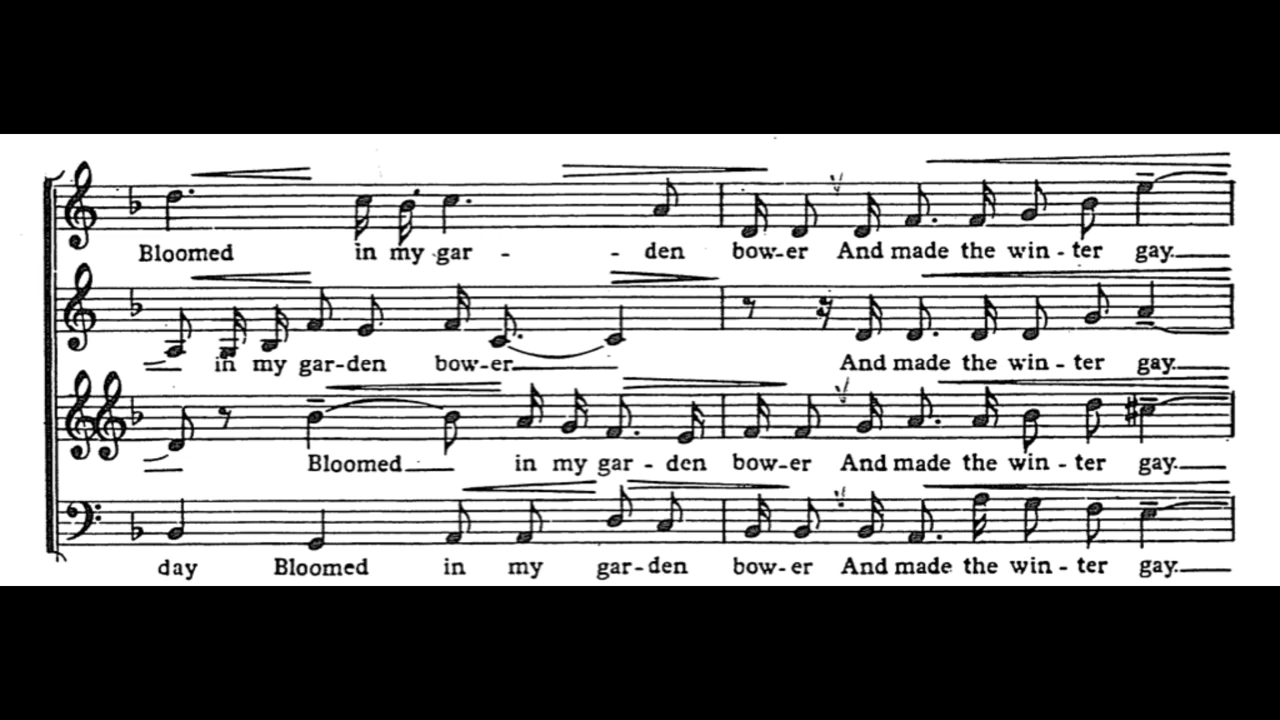 Bloomed in my gar - - den bow-er And made the win - ter gay.
in my gar-den bow-er And made the win - ter gay.
Bloomed in my gar - den bow-er And made the win - ter gay.
day Bloomed in my gar-den bow-er And made the win - ter gay.